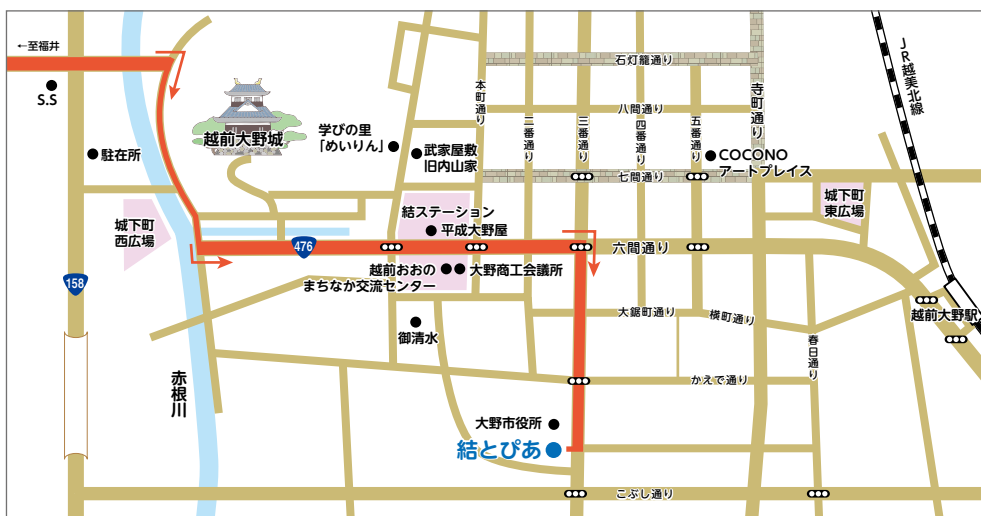 ←至福井
S.S
駐在所
越前大野城
学びの里
「めいりん」
武家屋敷
旧内山家
本町通り
二番通り
三番通り
四番通り
五番通り
寺町通り
石灯籠通り
八間通り
七間通り
COCONO
アートプレイス
JR越美北線
城下町
西広場
城下町
東広場
結ステーション
平成大野屋
476
六間通り
158
越前おおの
まちなか交流センター
大野商工会議所
御清水
大鋸町通り
横町通り
春日通り
越前大野駅
赤根川
かえで通り
大野市役所
結とぴあ
こぶし通り